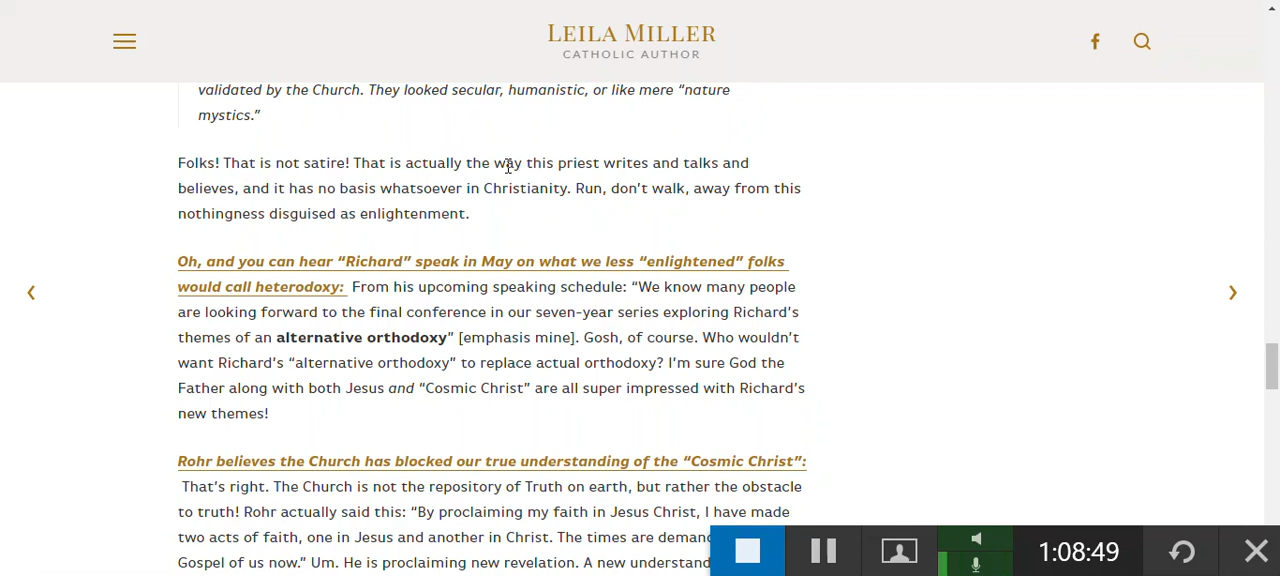 LEILA MILLER
CATHOLIC AUTHOR
validated by the Church. They looked secular, humanistic, or like mere “nature
mystics.”
Folks! That is not satire! That is actually the way this priest writes and talks and
believes, and it has no basis whatsoever in Christianity. Run, don’t walk, away from this
nothingness disguised as enlightenment.
Oh, and you can hear “Richard” speak in May on what we less “enlightened” folks
would call heterodoxy: From his upcoming speaking schedule: “We know many people
are looking forward to the final conference in our seven-year series exploring Richard’s
themes of an alternative orthodoxy” [emphasis mine]. Gosh, of course. Who wouldn’t
want Richard’s “alternative orthodoxy” to replace actual orthodoxy? I’m sure God the
Father along with both Jesus and “Cosmic Christ” are all super impressed with Richard’s
new themes!
Rohr believes the Church has blocked our true understanding of the “Cosmic Christ”:
That’s right. The Church is not the repository of Truth on earth, but rather the obstacle
to truth! Rohr actually said this: “By proclaiming my faith in Jesus Christ, I have made
two acts of faith, one in Jesus and another in Christ. The times are
Gospel of us now.” Um. He is proclaiming new revelation. A new
1:08:49